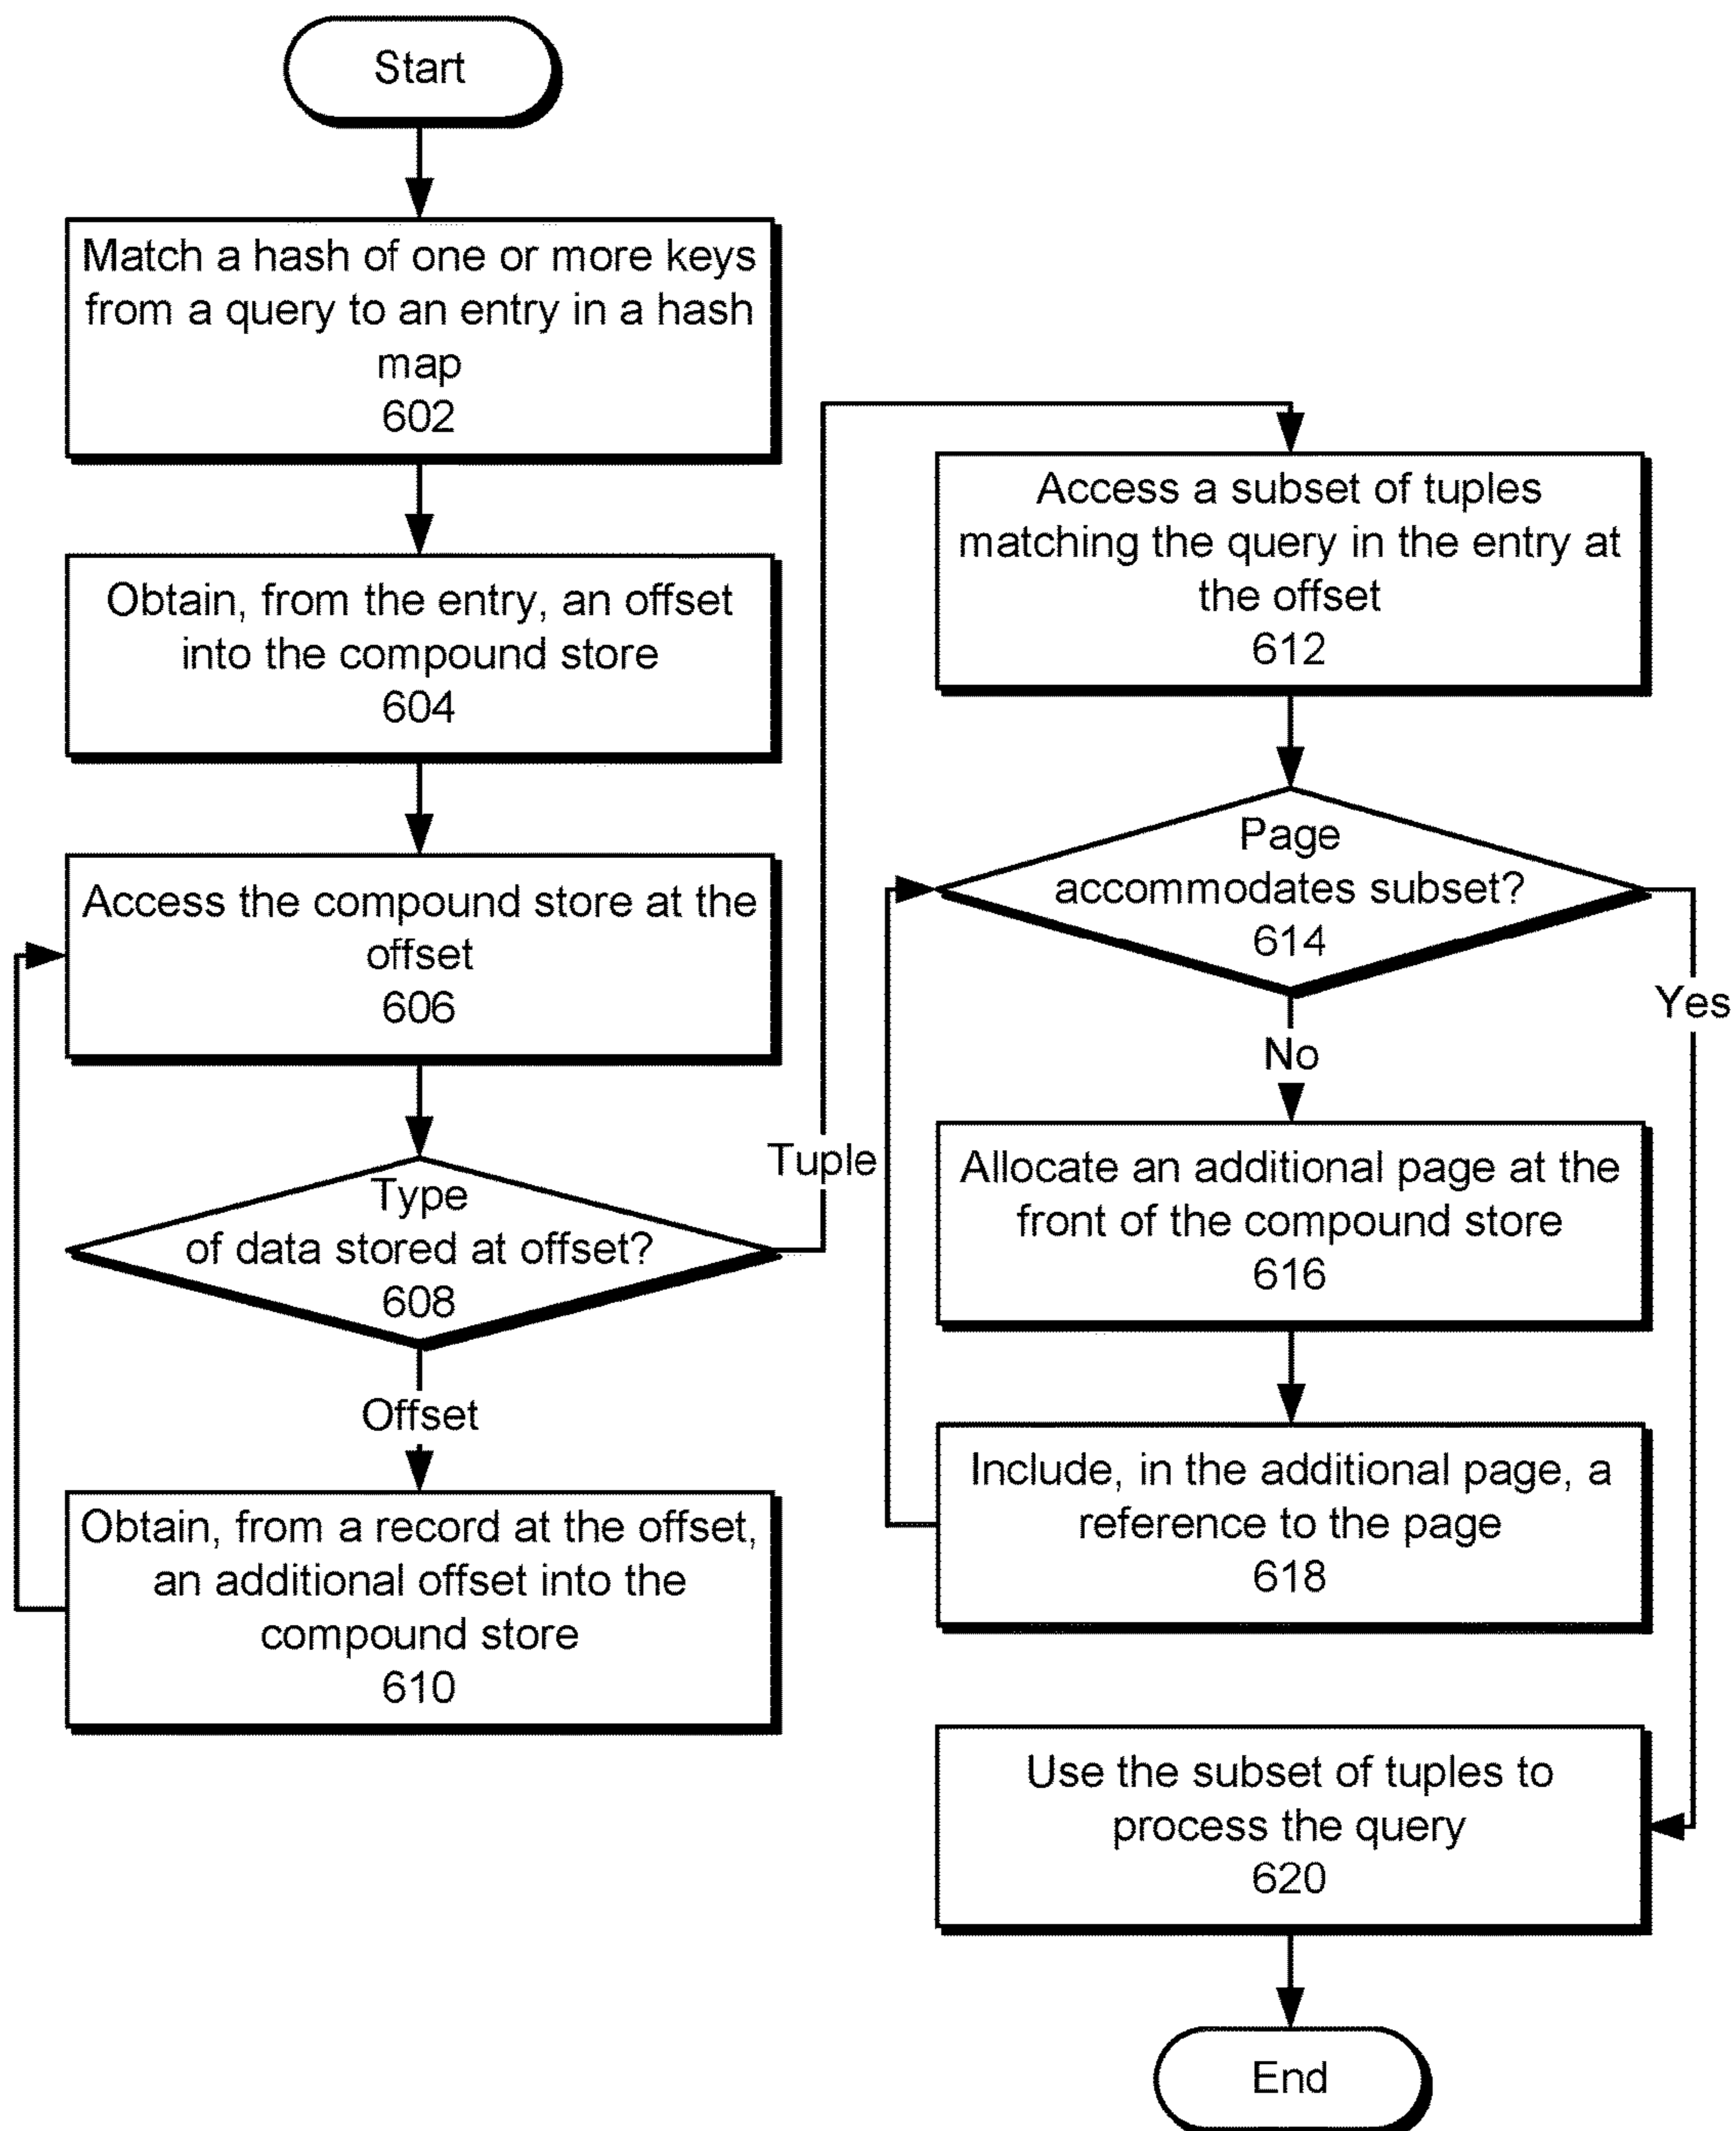 Start
Match a hash of one or more keys
from a query to an entry in a hash
map
602
Obtain, from the entry, an offset
into the compound store
604
Access the compound store at the
offset
606
Type
of data stored at offset?
608
Tuple
Offset
Obtain, from a record at the offset,
an additional offset into the
compound store
610
Access a subset of tuples
matching the query in the entry at
the offset
612
Page
accommodates subset?
614
Yes
No
Allocate an additional page at the
front of the compound store
616
Include, in the additional page, a
reference to the page
618
Use the subset of tuples to
process the query
620
End